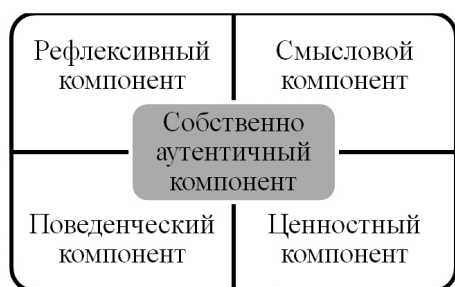 Рефлексивный
компонент
Смысловой
компонент
Собственно
аутентичный
компонент
Поведенческий
компонент
Ценностный
компонент